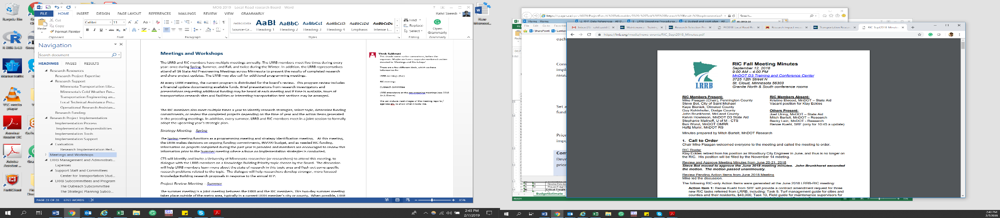 MOG 2019 - Local Road research Board - Word
Rahil Saeedi
FILE HOME INSERT DESIGN PAGE LAYOUT REFERENCES MAILINGS REVIEW VIEW GRAMMARLY
Cut
Copy
Format Painter
Paste
Calibri 11
Source-Gr... Heading 1 Heading 2 Heading 3 Heading 4 Emphasis Intense E...
Find
Replace
Select
Open Grammarly
Clipboard Font Paragraph Styles Editing Grammarly
Navigation
Search document
HEADINGS PAGES RESULTS
Research Resources
Research Project Expertise
Research Support
Minnesota Transportation Libr...
Minnesota's Cold Weather Pav...
Transportation Engineering an...
Local Technical Assistance Pro...
Operational Research Assistan...
Research Funding
Research Project Implementation
Implementation Process
Implementation Responsibilities
Implementation Tools
Implementation Support
Evaluation
Research Implementation Perf...
Meetings and Workshops
LRRB Management and Administrati...
Expenses
Support Staff and Committees
Center for Transportation Stud...
LRRB Subcommittees and Program
The Outreach Subcommittee
The Strategic Planning Subco...
Meetings and Workshops
The LRRB and RIC members have multiple meetings annually. The LRRB members meet five times during every
year: once during Spring, Summer, and Fall, and twice during the Winter. In addition, the LRRB representatives
attend all 16 State Aid Prescreening Meetings across Minnesota to present the results of completed research
and share project updates. The LRRB may also call for additional programming meetings.
At every LRRB meeting, the current program is distributed for the board's review. This program review includes
a financial update documenting available funds. Brief presentations from research investigators and
presentations requesting additional funding may be heard at each meeting and if time is available, tours of
transportation research sites and facilities or interesting transportation test sections may be arranged.
The RIC members also meet multiple times a year to identify research strategies, select topic, determine funding
commitments, or review the completed projects depending on the time of year and the action items generated
in the preceding meetings. In addition, every summer, LRRB and RIC members meet in a joint session to formally
adopt the upcoming year's strategic plan.
Strategy Meeting – Spring
The Spring meeting functions as a programming meeting and strategy identification meeting. At this meeting,
the LRRB makes decisions on ongoing funding commitments, INV999 budget, and as needed RIC funding.
Information on projects completed during the past year is provided and members are encouraged to review this
information prior to the Summer meeting where a focus on implementation strategies is conducted.
CTS will identify and invite a University of Minnesota researcher (or researchers) to attend this meeting, to
dialogue with the LRRB members on a Knowledge Building Priority topic chosen by the Board. The discussion
will help LRRB members learn more about the state of research in this topic area and flesh out some specific
research problems related to the topic. The dialogue will help researchers develop stronger, more focused
Knowledge Building research proposals in response to the annual RFP.
Project Review Meeting – Summer
The summer meeting is a joint meeting between the LRRB and the RIC members. This two-day summer meeting
takes place outside of the metro area, typically in a current LRRB member's city or county. When possible, LRRB
Vivek Sakhrani
This should come earlier somewhere, before the
expenses. Maybe we have a separate numbered section
devoted to 'Meetings and Workshops'
There are a few different kinds, which we have
information for.
LRRB meetings (five)
RIC meetings
Outreach committee
LRRB attendance at the pre screening meetings (see 2018
At-A-Glance)
We can include inset images of the meeting reports /
agendas etc, to show what it looks like.
PAGE 23 OF 28 6765 WORDS
85%
2:43 PM
2/7/2019
RIC Fall Meeting Minutes
September 12, 2018
9:00 AM – 4:00 PM
MnDOT D3 Training and Conference Center
3725 12th Street N
St. Cloud, Minnesota 56303
Granite North & South conference rooms
LRRB
RIC Members Present:
Mike Flaagan (Chair), Pennington County
Steve Bot, City of Saint Michael
Kaye Bieniek, Olmsted County
Guy Kohlnhofer, Dodge County
John Brunkhorst, McLeod County
Kelvin Howieson, MnDOT D3 State Aid
Stephanie Malinoff, U of M - CTS
Ben Worel, MnDOT OMRR
Hafiz Munir, MnDOT RS
RIC Members Absent:
Kristine Elwood, MnDOT – State Aid
Vacant position for Klay Eckles
Others Present:
Joel Ulring, MnDOT – State Aid
Mitch Bartelt, MnDOT – Research
Becky Lein, MnDOT - Research
Renae Kuehl, SRF (only for 10:45 a update)
Minutes prepared by Mitch Bartelt, MnDOT Research
1. Call to Order
Chair Mike Flaagan welcomed everyone to the meeting and called the meeting to order.
RIC Roster
Klay Eckles retired from his position as Woodbury City Engineer in June, and thus is no longer on
the RIC. His position will be filled by the November 14 meeting.
Review and Approve Meeting Minutes from June 20-21, 2018
Steve Bot moved to approve the June 2018 meeting minutes. John Brunkhorst seconded
the motion. The motion passed unanimously.
Review Pending Action Items from June 2018 Meeting
Mike led the discussion.
The following RIC-only Action Items were generated at the June 2018 LRRB-RIC meeting:
Action Item 1: Renae Kuehl from SRF will provide a contract amendment request for three
new RIC tasks referred from LRRB, including: Task 9, Turf management guide for cities and
counties and their residents, $43,000; Task 10, Field guide for maintenance supervisors for
https://lrrb.org/media/news-events/RIC_Sept2018_Minutes.pdf
BudgetEstimate
READY
2:43 PM
2/7/2019